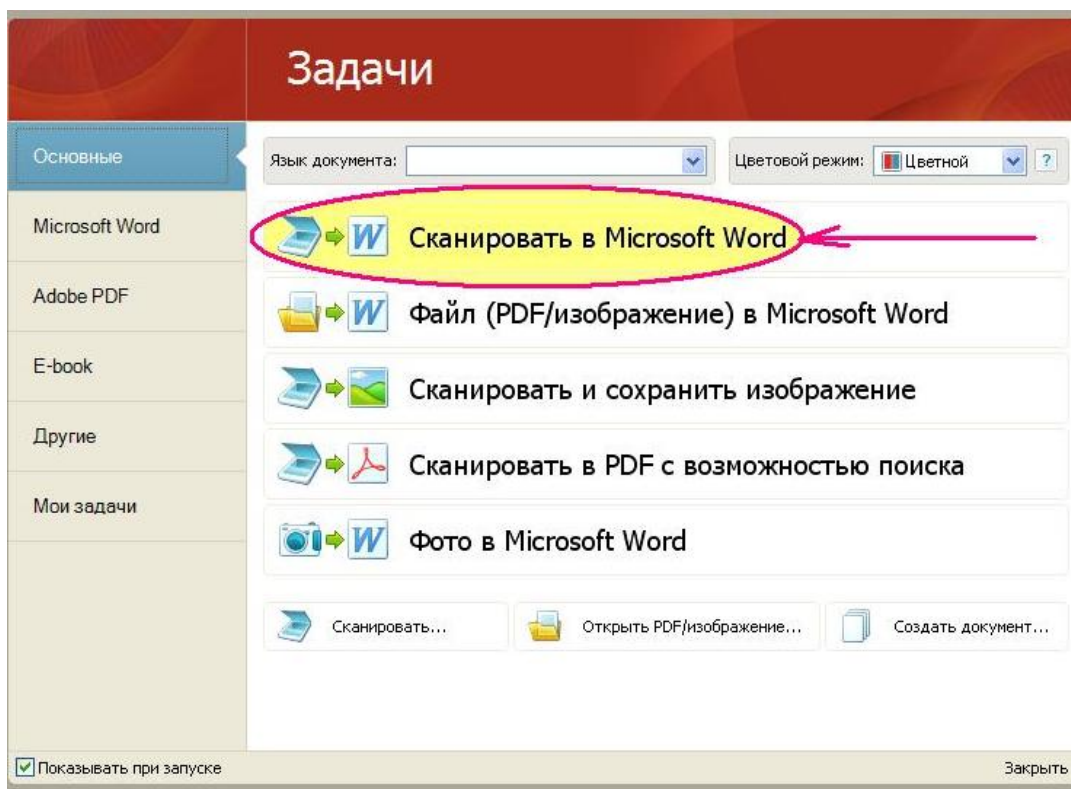 Задачи
Основные
Microsoft Word
Adobe PDF
E-book
Другие
Мои задачи
Язык документа:
Цветовой режим: Цветной ?
Сканировать в Microsoft Word
Файл (PDF/изображение) в Microsoft Word
Сканировать и сохранить изображение
Сканировать в PDF с возможностью поиска
Фото в Microsoft Word
Сканировать... Открыть PDF/изображение... Создать документ...
Показывать при запуске Закрыть